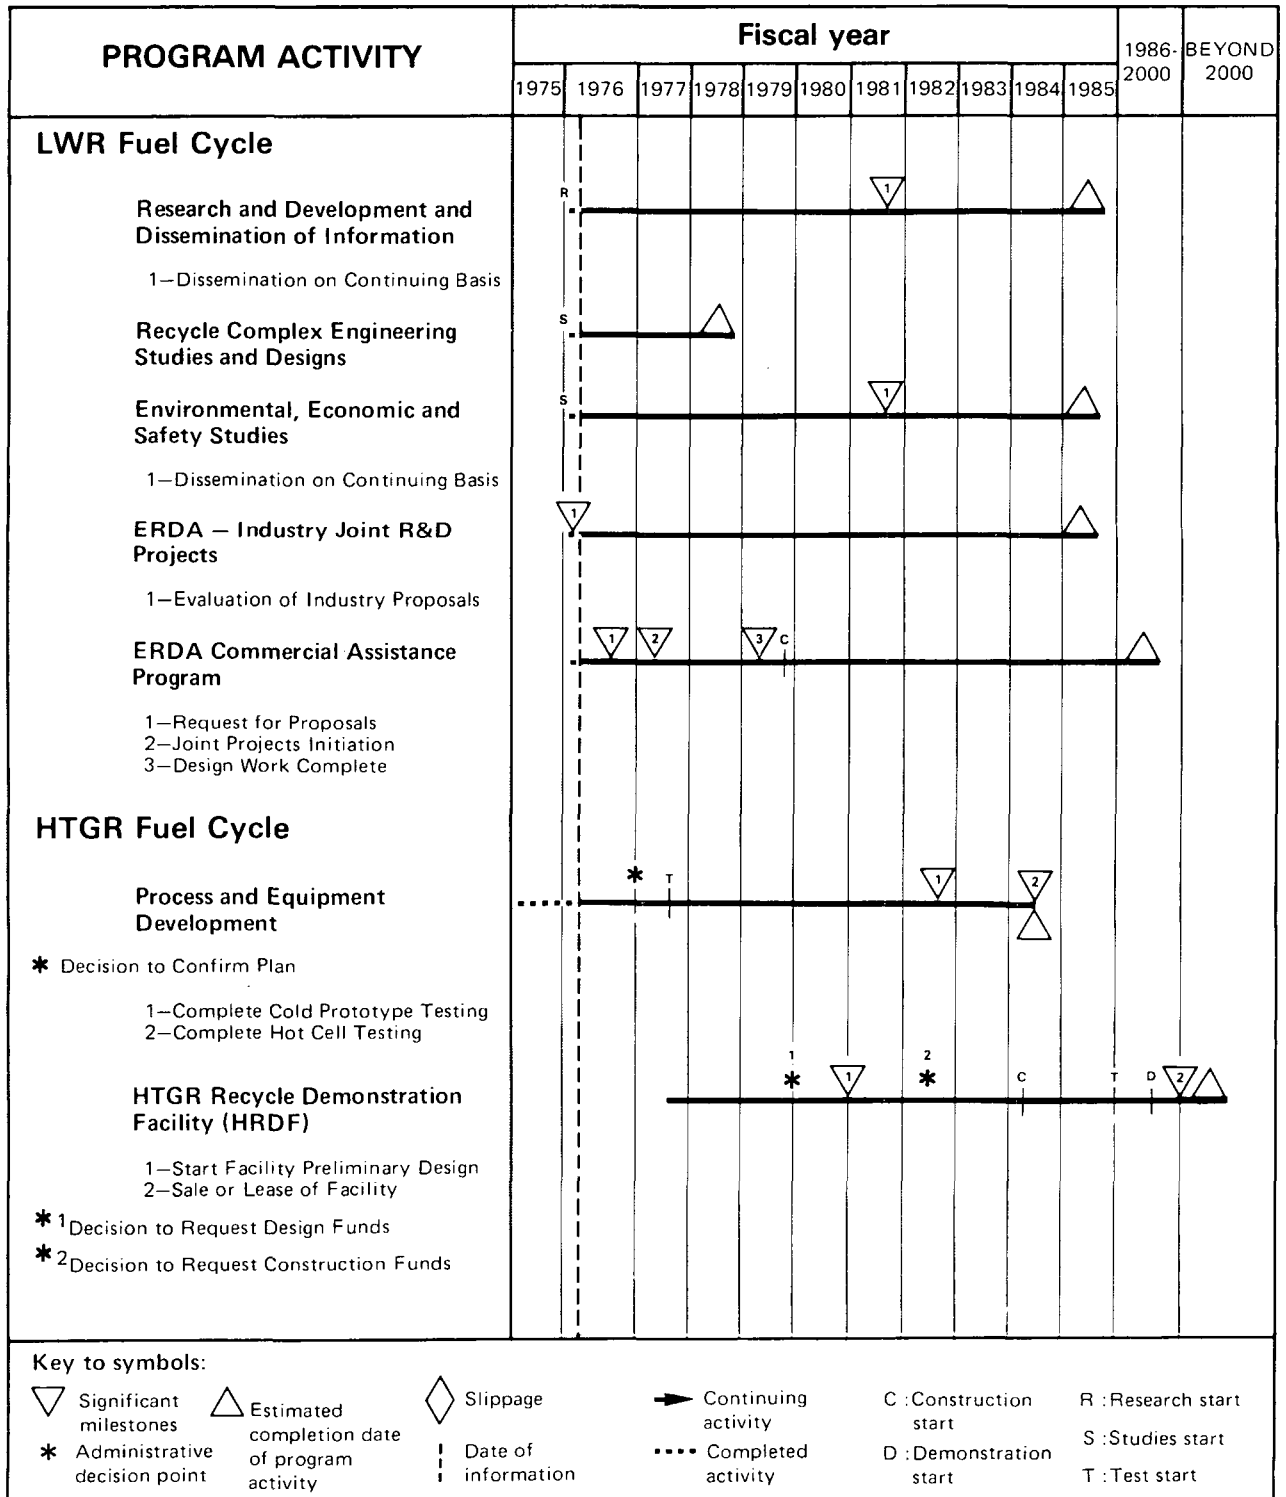 PROGRAM ACTIVITY
Fiscal year
1975 1976 1977 1978 1979 1980 1981 1982 1983 1984 1985
1986-
2000
BEYOND
2000
LWR Fuel Cycle
R
1
Research and Development and
Dissemination of Information
1—Dissemination on Continuing Basis
S
Recycle Complex Engineering
Studies and Designs
S
1
Environmental, Economic and
Safety Studies
1—Dissemination on Continuing Basis
1
ERDA — Industry Joint R&D
Projects
1—Evaluation of Industry Proposals
1 2 3 C
ERDA Commercial Assistance
Program
1—Request for Proposals
2—Joint Projects Initiation
3—Design Work Complete
HTGR Fuel Cycle
* T 1 2
Process and Equipment
Development
* Decision to Confirm Plan
1—Complete Cold Prototype Testing
2—Complete Hot Cell Testing
1 2
* 1 * C T D 2
HTGR Recycle Demonstration
Facility (HRDF)
1—Start Facility Preliminary Design
2—Sale or Lease of Facility
*1 Decision to Request Design Funds
*2 Decision to Request Construction Funds
Key to symbols:
Significant
milestones
* Administrative
decision point
Estimated
completion date
of program
activity
Slippage
Date of
information
Continuing
activity
Completed
activity
C :Construction
start
D :Demonstration
start
R :Research start
S :Studies start
T :Test start